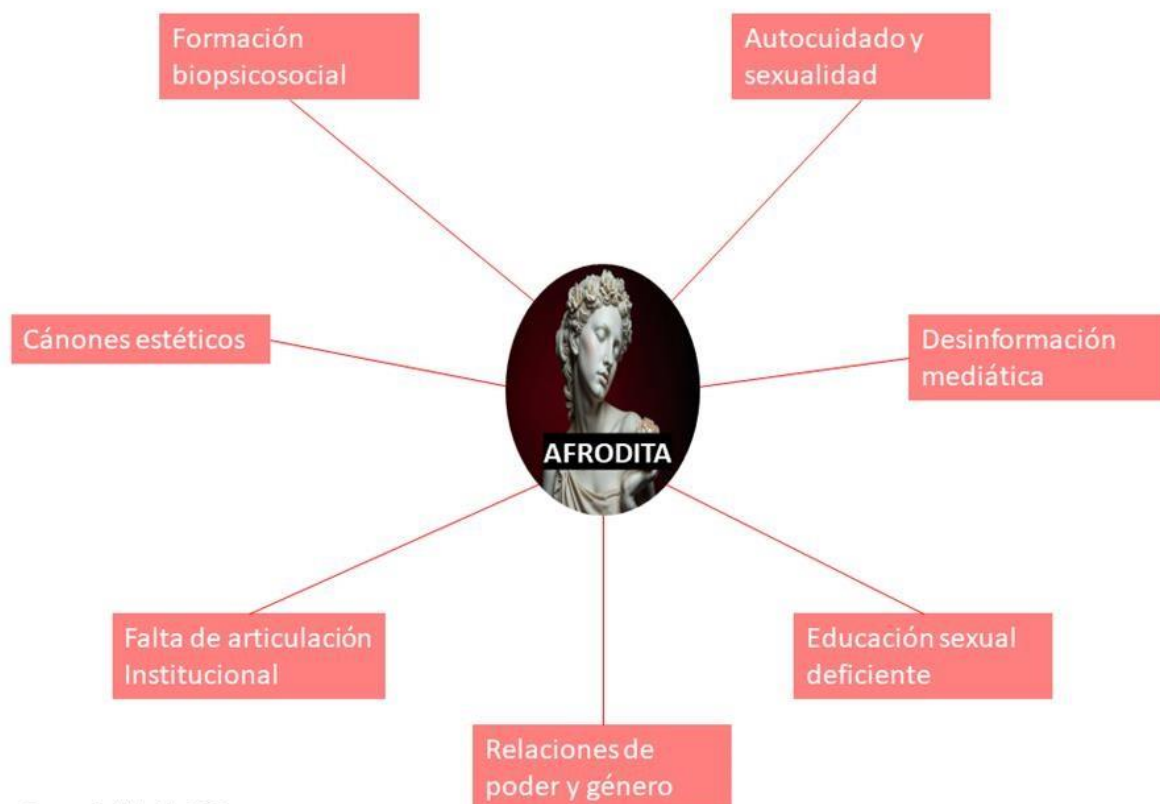 Formación
biopsicosocial
Autocuidado y
sexualidad
Cánones estéticos
Desinformación
mediática
AFRODITA
Falta de articulación
Institucional
Educación sexual
deficiente
Relaciones de
poder y género